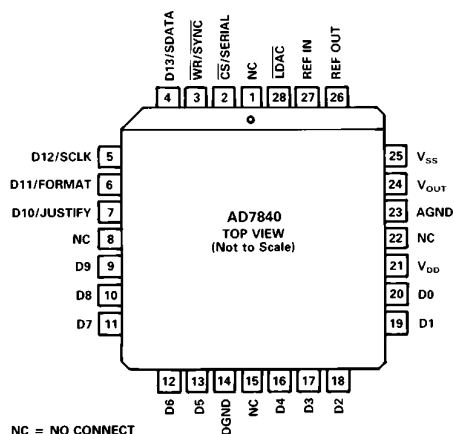 D13/SDATA
WR/SYNC
CS/SERIAL
NC
LDAC
REF IN
REF OUT
4 3 2 1 28 27 26
D12/SCLK 5
D11/FORMAT 6
D10/JUSTIFY 7
NC 8
D9 9
D8 10
D7 11
AD7840
TOP VIEW
(Not to Scale)
25 VSS
24 VOUT
23 AGND
22 NC
21 VDD
20 D0
19 D1
12 13 14 15 16 17 18
D6
D5
DGND
NC
D4
D3
D2
NC = NO CONNECT